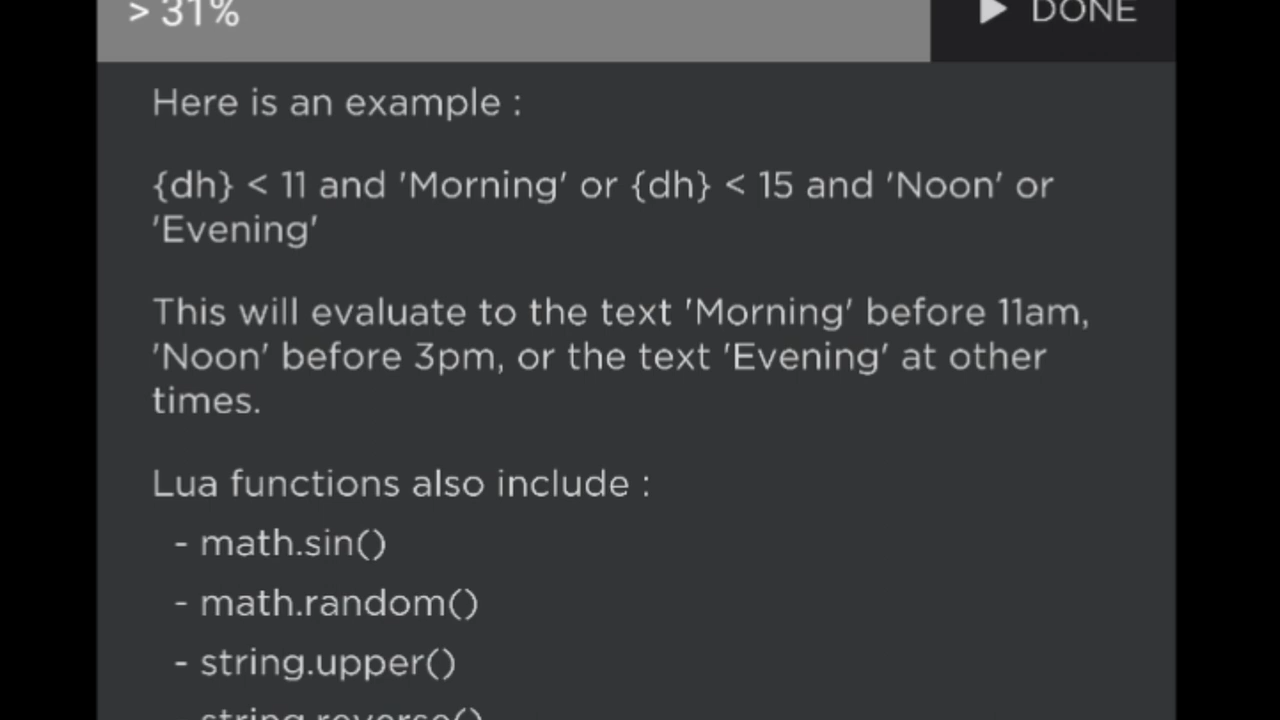 > 31%
DONE
Here is an example :
{dh} < 11 and 'Morning' or {dh} < 15 and 'Noon' or
'Evening'
This will evaluate to the text 'Morning' before 11am,
'Noon' before 3pm, or the text 'Evening' at other
times.
Lua functions also include :
- math.sin()
- math.random()
- string.upper()
- string.reverse()